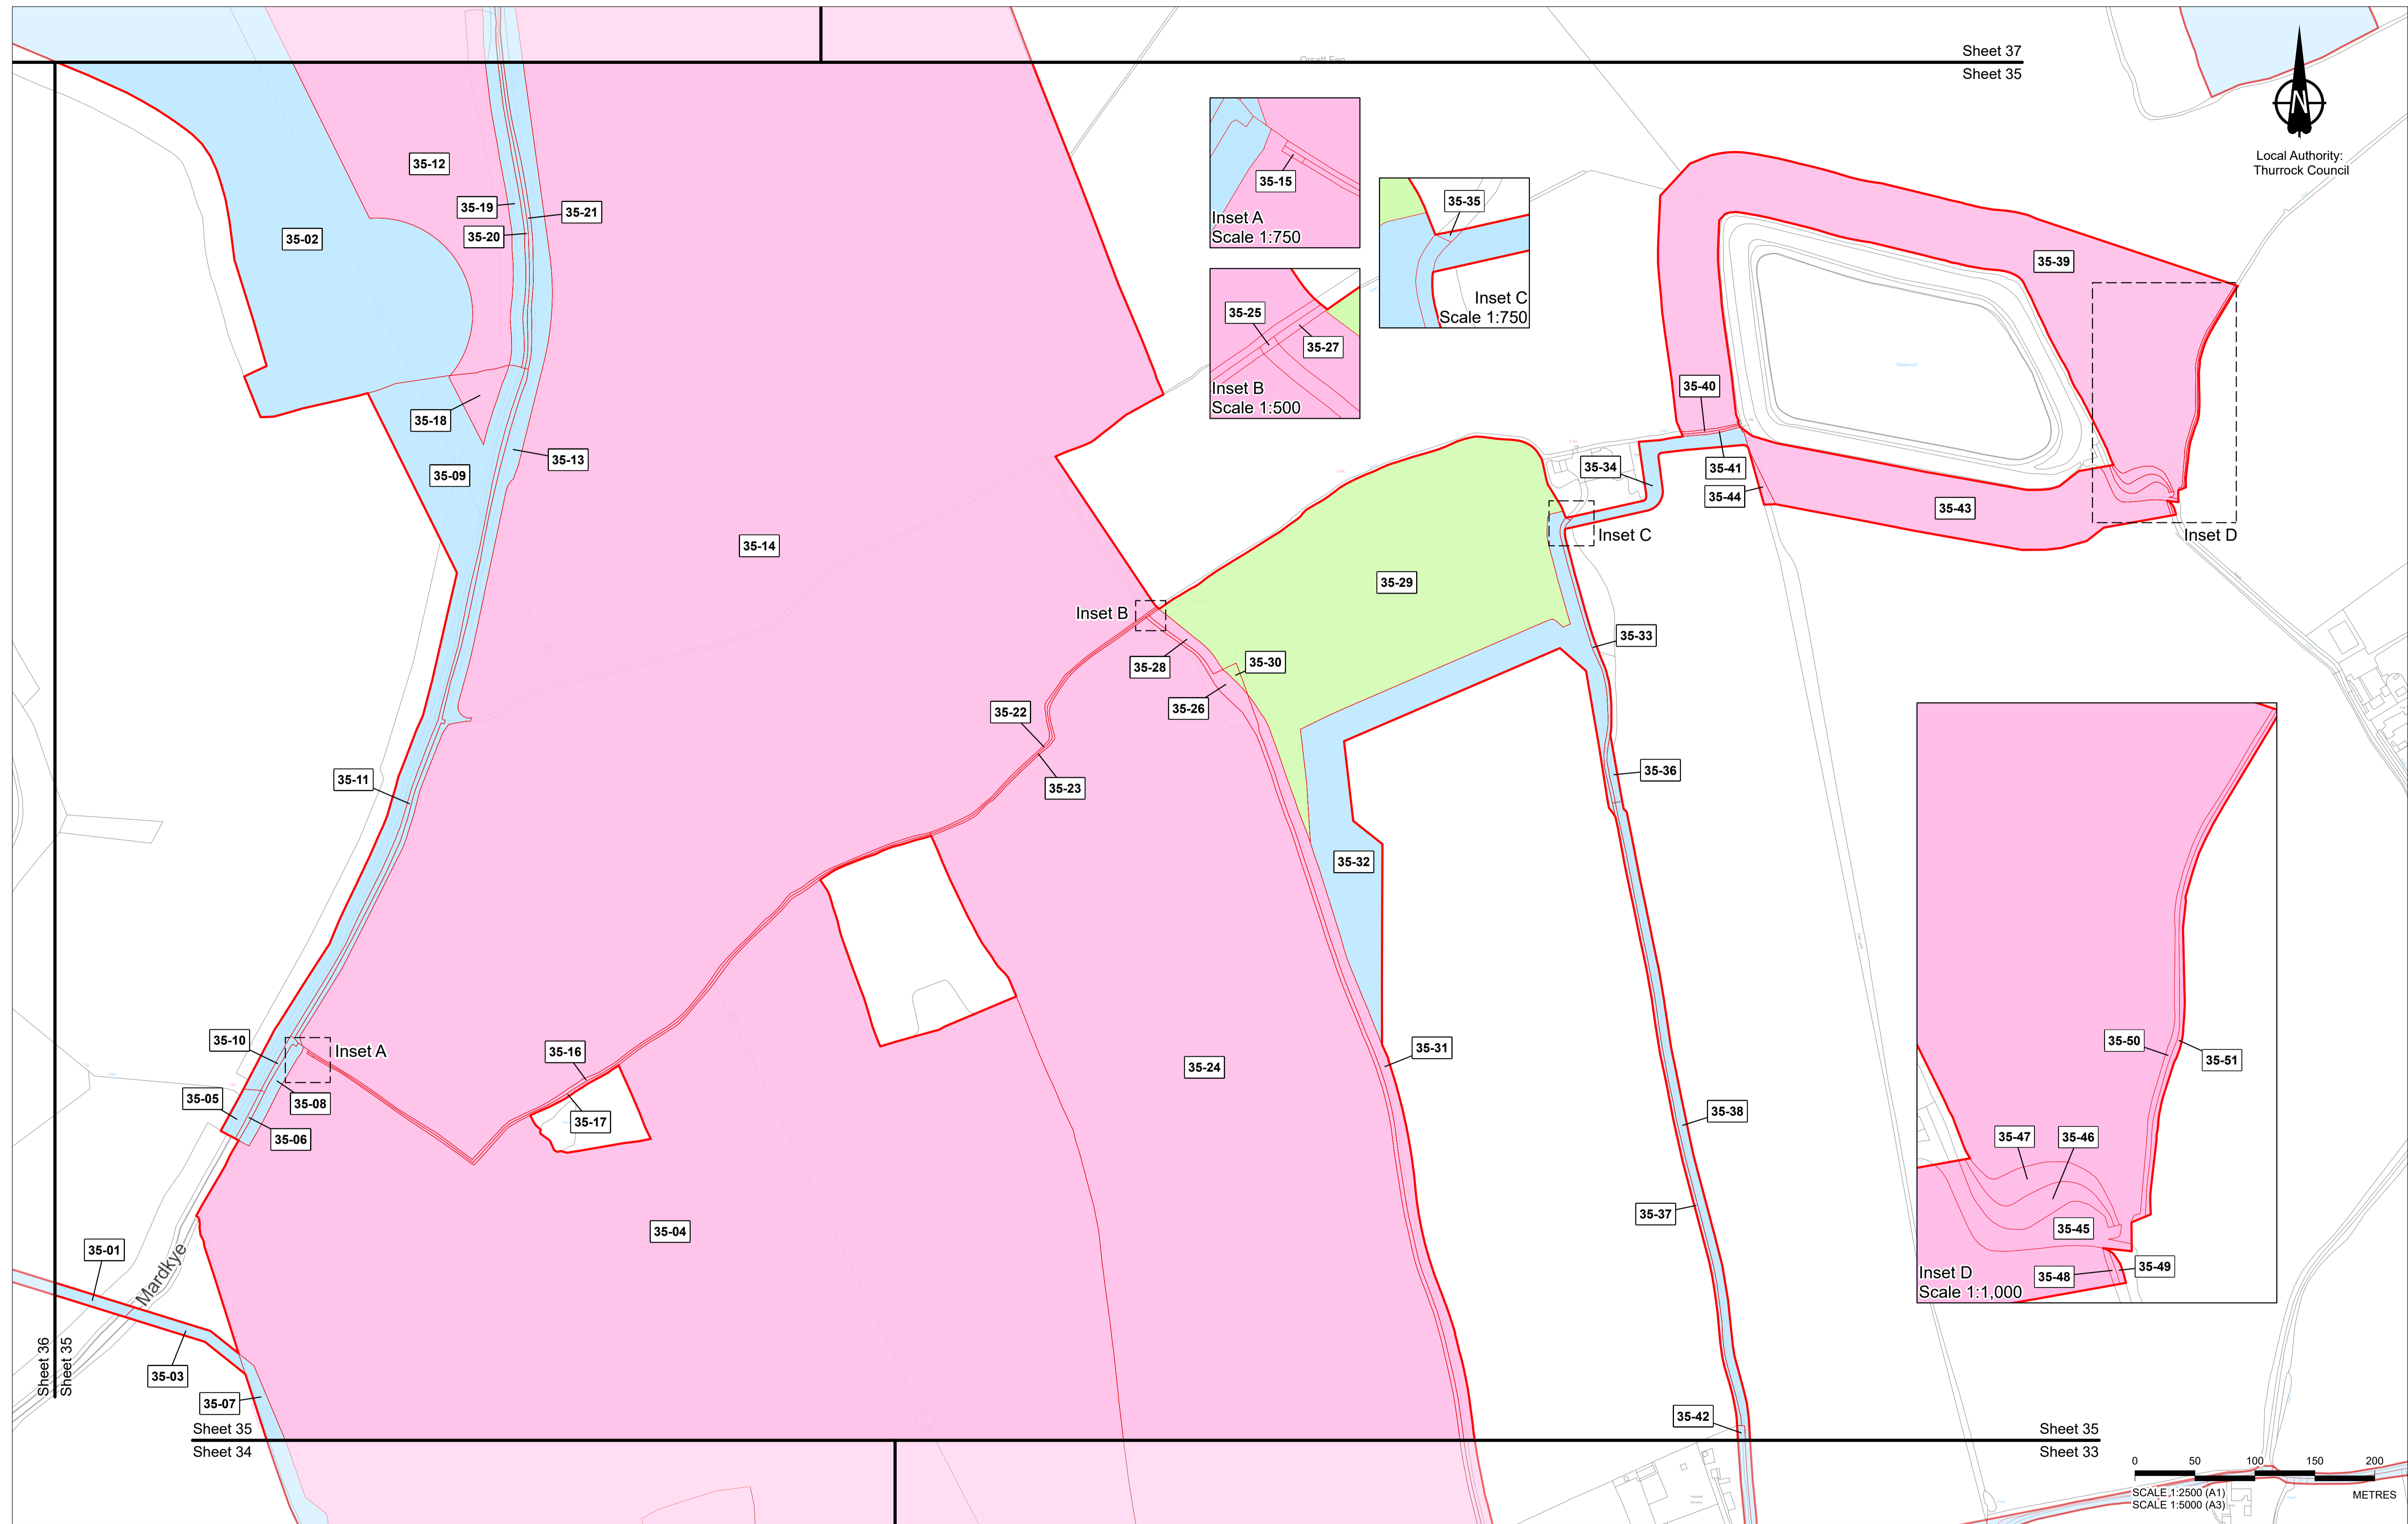 Orsett Fen
Sheet 37
Sheet 35
Local Authority:
Thurrock Council
35-12
35-19
35-21
35-20
35-02
35-15
Inset A
Scale 1:750
35-35
Inset C
Scale 1:750
35-25
35-27
Inset B
Scale 1:500
35-39
35-18
35-13
35-09
35-14
35-40
35-34
35-41
35-44
35-43
Reservoir
Inset C
Inset D
35-29
Inset B
35-28
35-30
35-33
35-26
35-22
35-23
35-11
35-36
35-32
35-10
Inset A
35-16
35-05
35-08
35-17
35-06
35-24
35-31
35-38
35-37
35-04
35-50
35-51
35-47
35-46
35-45
35-48
35-49
Inset D
Scale 1:1,000
35-01
Mardkye
35-03
35-07
Sheet 36
Sheet 35
35-42
Sheet 35
Sheet 34
Sheet 35
Sheet 33
0 50 100 150 200
SCALE 1:2500 (A1)
SCALE 1:5000 (A3)
METRES
N